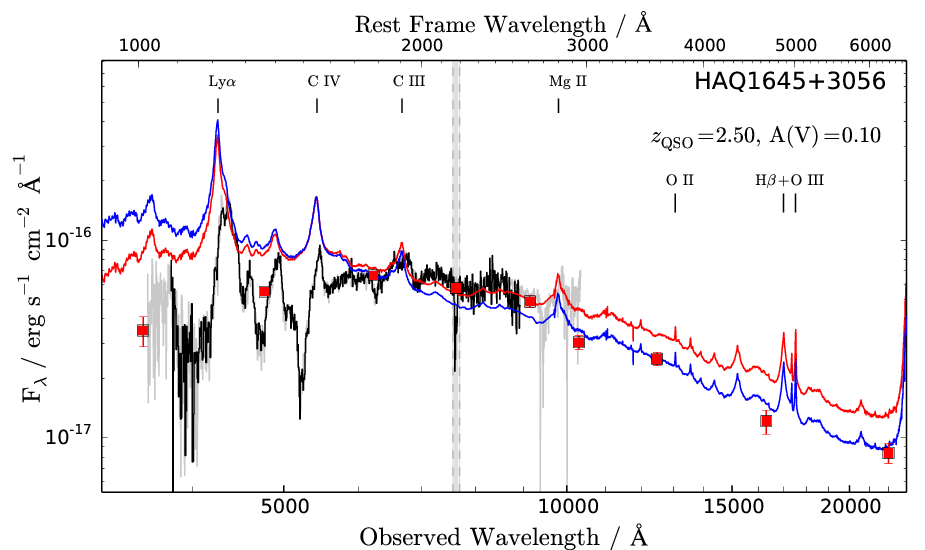 Rest Frame Wavelength / Å
1000 2000 3000 4000 5000 6000
Lyα C IV C III Mg II
HAQ1645+3056
z_QSO=2.50, A(V)=0.10
O II Hβ+O III
F_λ / erg s⁻¹ cm⁻² Å⁻¹
10⁻¹⁶
10⁻¹⁷
5000 10000 15000 20000
Observed Wavelength / Å